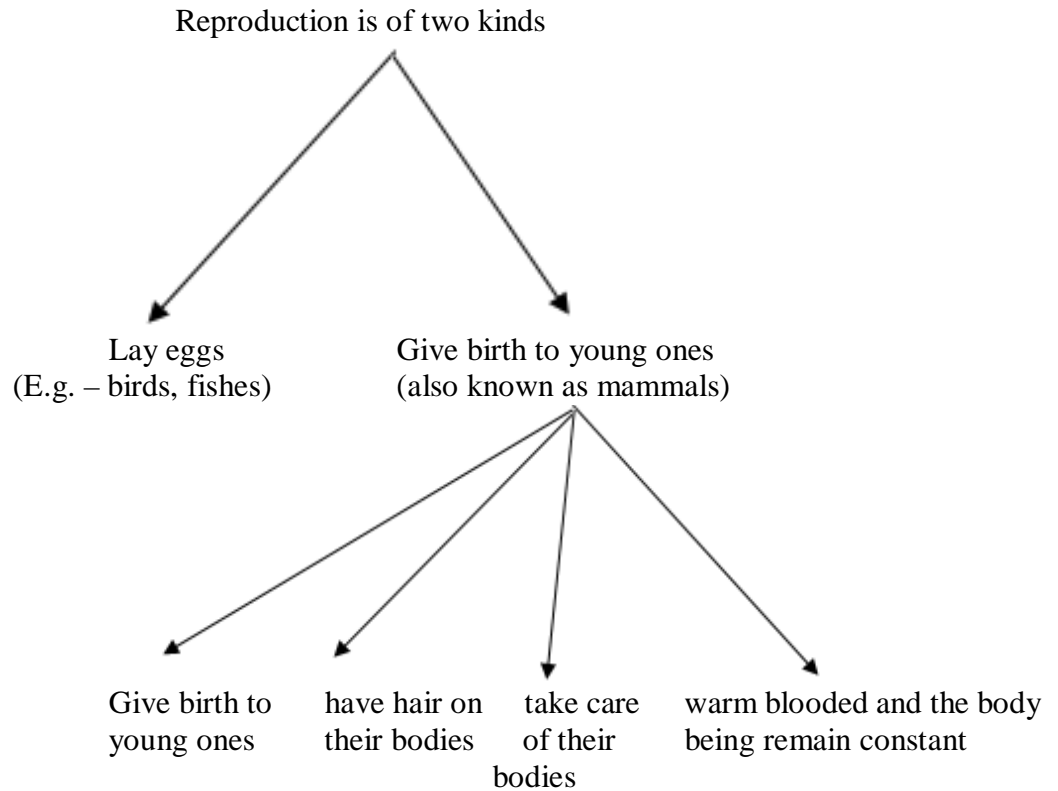 Reproduction is of two kinds
Lay eggs
(E.g. – birds, fishes)
Give birth to young ones
(also known as mammals)
Give birth to
young ones
have hair on
their bodies
take care
of their
bodies
warm blooded and the body
being remain constant